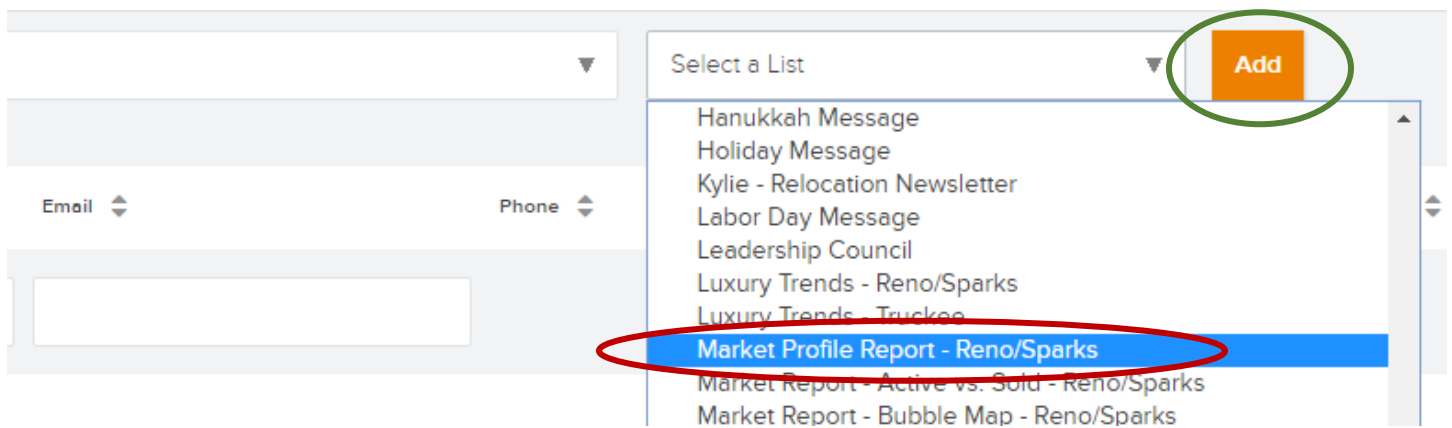 Select a List
Add
Hanukkah Message
Holiday Message
Kylie - Relocation Newsletter
Email
Phone
Labor Day Message
Leadership Council
Luxury Trends - Reno/Sparks
Luxury Trends - Truckee
Market Profile Report - Reno/Sparks
Market Report - Active vs. Sold - Reno/Sparks
Market Report - Bubble Map - Reno/Sparks